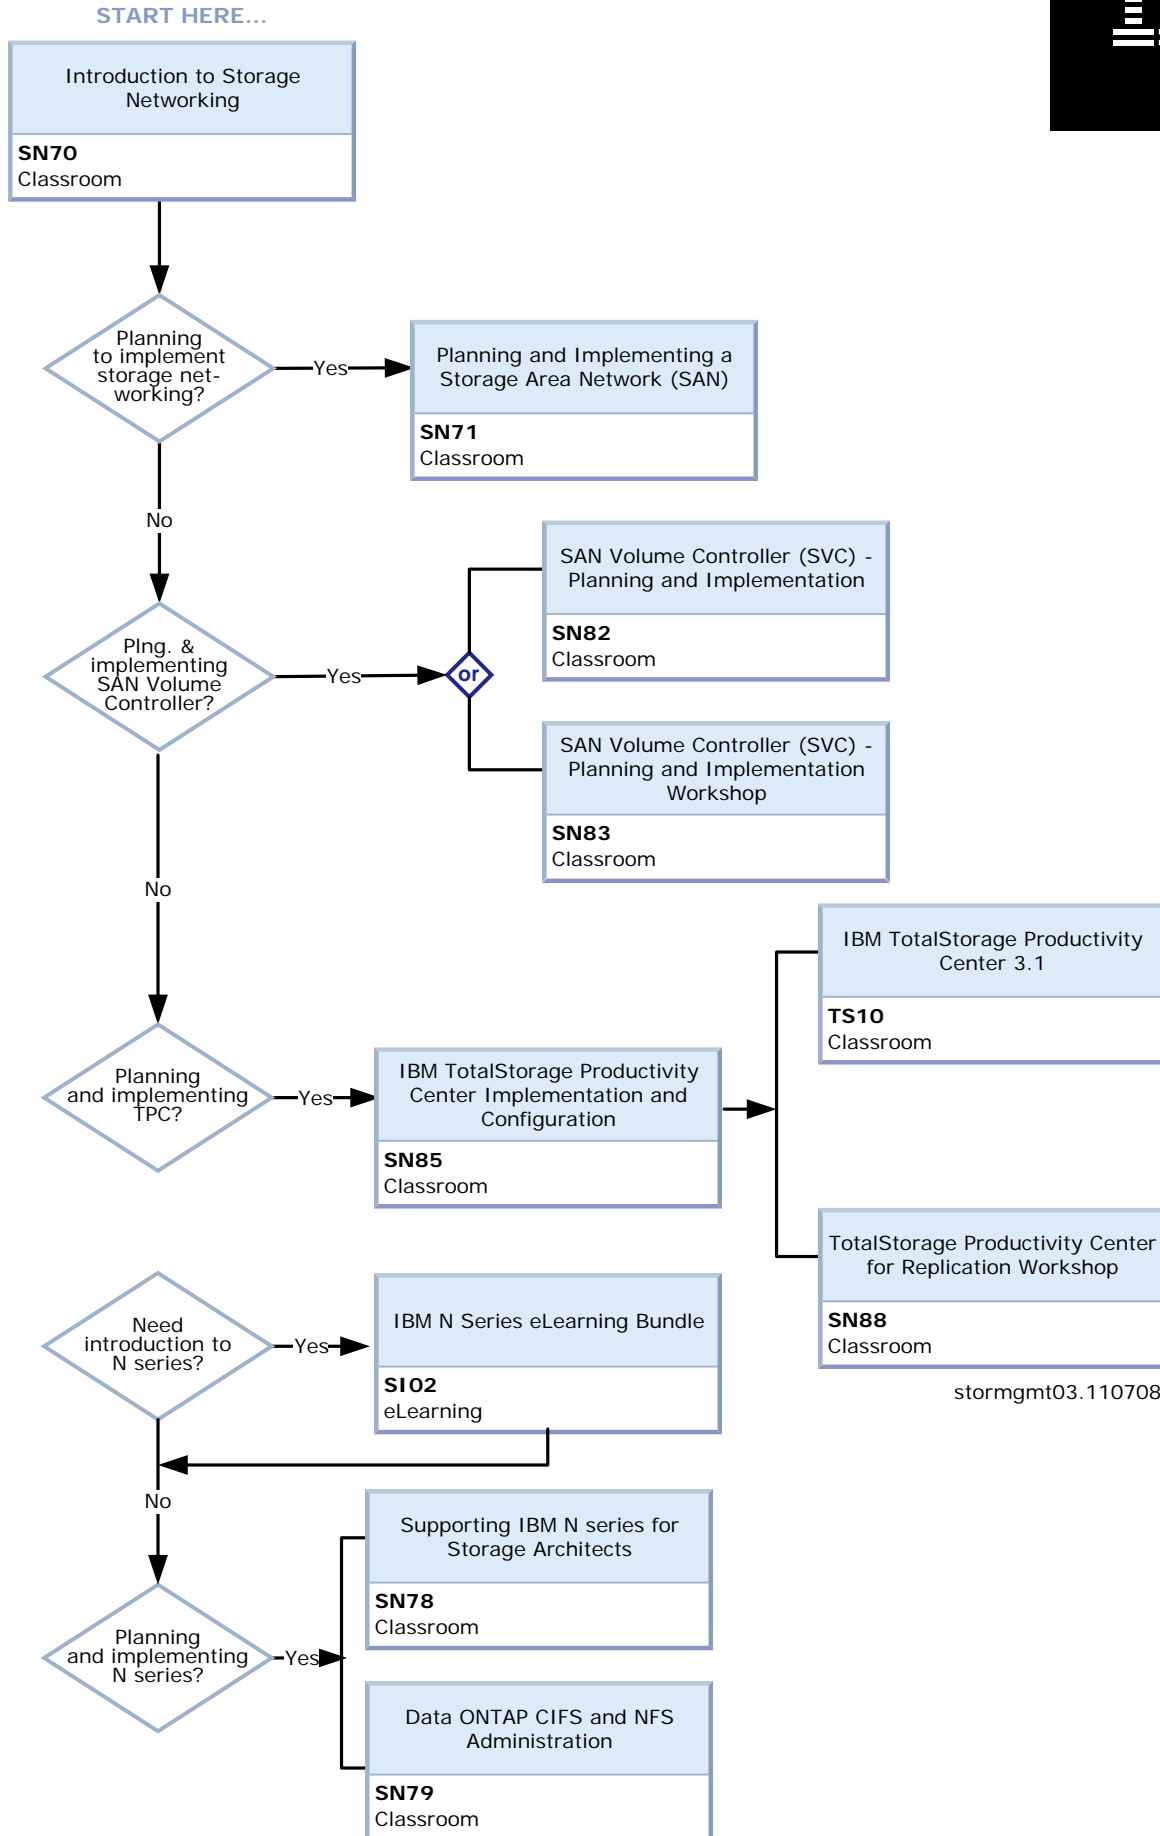 START HERE...
Introduction to Storage
Networking
SN70
Classroom
Planning
to implement
storage net-
working?
Yes
Planning and Implementing a
Storage Area Network (SAN)
SN71
Classroom
No
SAN Volume Controller (SVC) -
Planning and Implementation
SN82
Classroom
Plng. &
implementing
SAN Volume
Controller?
Yes
or
SAN Volume Controller (SVC) -
Planning and Implementation
Workshop
SN83
Classroom
No
IBM TotalStorage Productivity
Center 3.1
TS10
Classroom
Planning
and implementing
TPC?
Yes
IBM TotalStorage Productivity
Center Implementation and
Configuration
SN85
Classroom
TotalStorage Productivity Center
for Replication Workshop
SN88
Classroom
Need
introduction to
N series?
Yes
IBM N Series eLearning Bundle
SI02
eLearning
stormgmt03.110708
No
Supporting IBM N series for
Storage Architects
SN78
Classroom
Planning
and implementing
N series?
Yes
Data ONTAP CIFS and NFS
Administration
SN79
Classroom